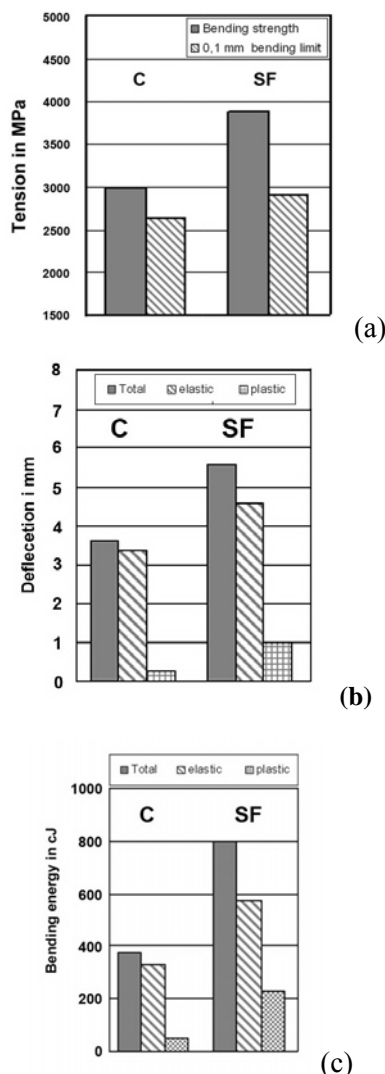 Bending strength
0,1 mm bending limit
C SF
Tension in MPa
5000
4500
4000
3500
3000
2500
2000
1500
(a)
Total elastic plastic
C SF
Deflecetion i mm
8
7
6
5
4
3
2
1
0
(b)
Total elastic plastic
C SF
Bending energy in cJ
1000
800
600
400
200
0
(c)